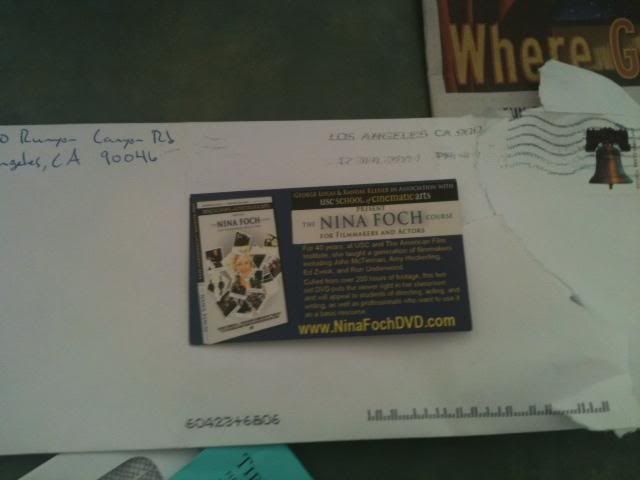 Where
Gr
Runyon Canyon Rd
ngeles, CA 90046
LOS ANGELES CA 900
GEORGE LUCAS & RANDAL KLEISER IN ASSOCIATION WITH
USC SCHOOL of CINEMATIC ARTS
PRESENT
THE NINA FOCH COURSE
FOR FILMMAKERS AND ACTORS
For 40 years, at USC and The American Film
Institute, she taught a generation of filmmakers
including John McTiernan, Amy Heckerling,
Ed Zwick, and Ron Underwood.
Culled from over 200 hours of footage, this two
set DVD puts the viewer right in her classroom
and will appeal to students of directing, acting, and
writing, as well as professionals who want to use it
as a basic resource.
www.NinaFochDVD.com
NINA FOCH
60423+6806